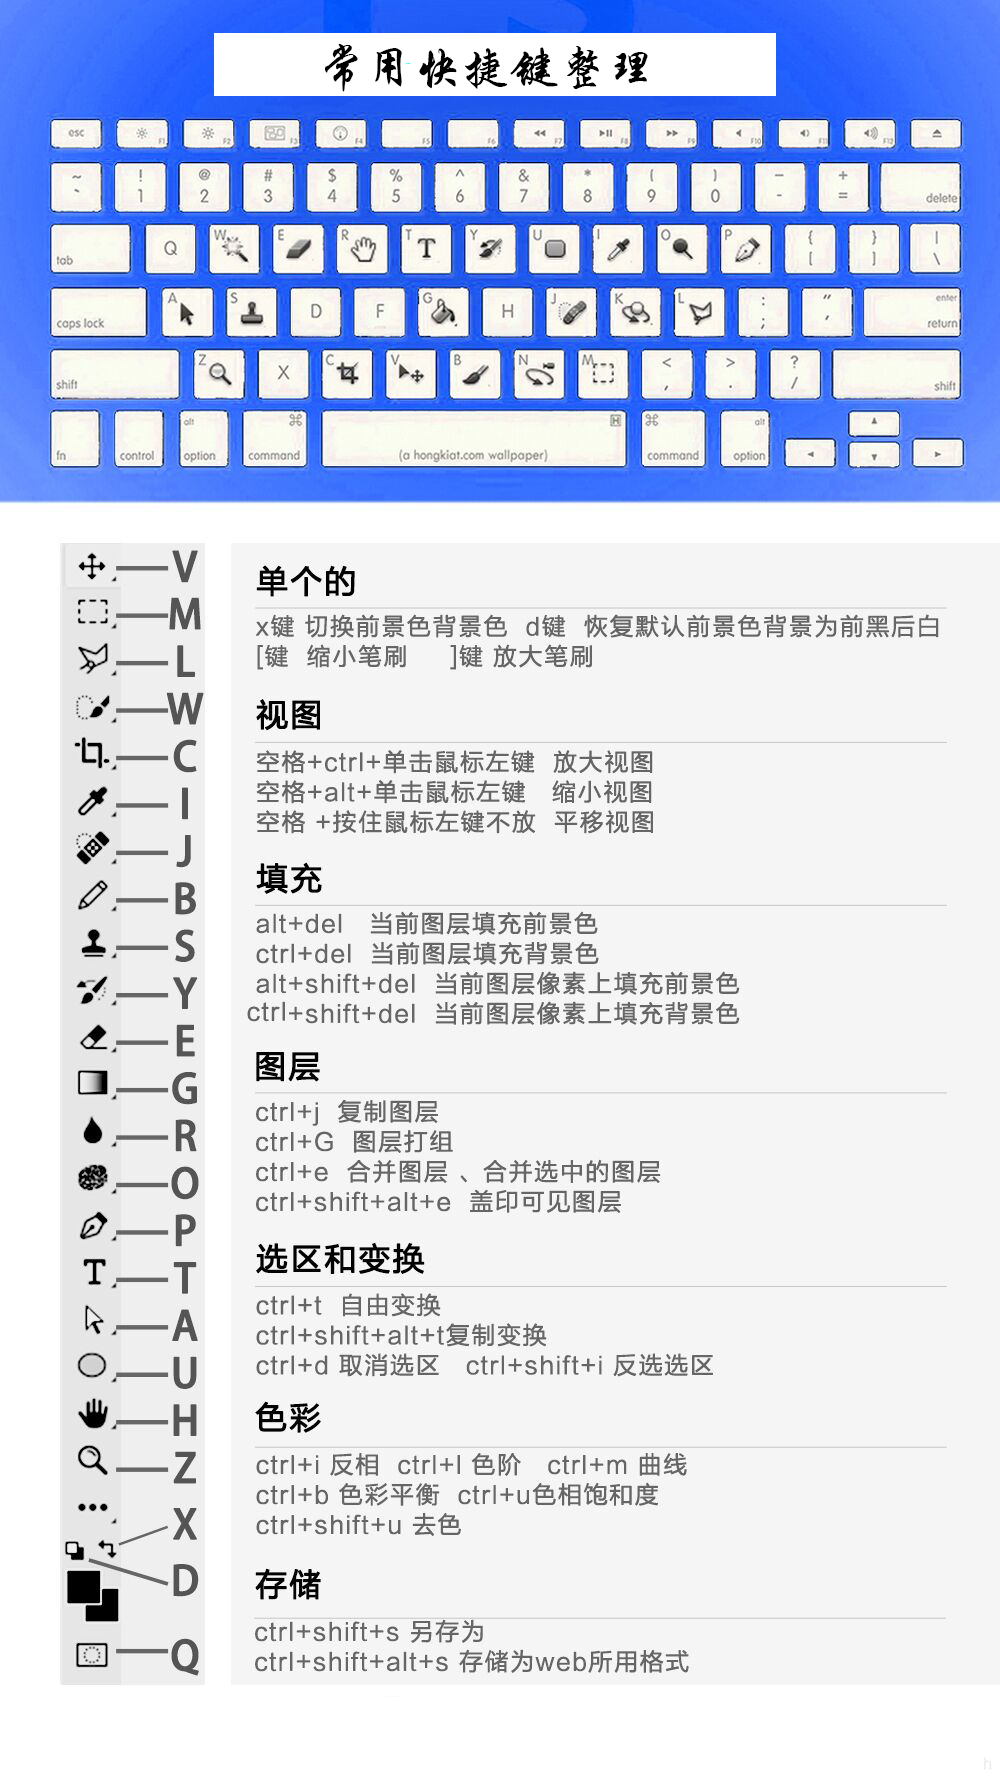 常用快捷键整理
esc F1 F2 F3 F4 F5 F6 F7 F8 F9 F10 F11 F12
~ ! @ # $ % ^ & * ( ) – +
` 1 2 3 4 5 6 7 8 9 0 - = delete
tab Q W E R T Y U I O P { [ } ] | \
caps lock A S D F G H J K L : ; " ' enter return
shift Z X C V B N M < , > . ? / shift
fn control alt option command ⌘ (a hongkiat.com wallpaper) H ⌘ command alt option
V
M
L
W
C
I
J
B
S
Y
E
G
R
O
P
T
A
U
H
Z
X
D
Q
单个的
x键 切换前景色背景色 d键 恢复默认前景色背景为前黑后白
[键 缩小笔刷 ]键 放大笔刷
视图
空格+ctrl+单击鼠标左键 放大视图
空格+alt+单击鼠标左键 缩小视图
空格 +按住鼠标左键不放 平移视图
填充
alt+del 当前图层填充前景色
ctrl+del 当前图层填充背景色
alt+shift+del 当前图层像素上填充前景色
ctrl+shift+del 当前图层像素上填充背景色
图层
ctrl+j 复制图层
ctrl+G 图层打组
ctrl+e 合并图层 、合并选中的图层
ctrl+shift+alt+e 盖印可见图层
选区和变换
ctrl+t 自由变换
ctrl+shift+alt+t复制变换
ctrl+d 取消选区 ctrl+shift+i 反选选区
色彩
ctrl+i 反相 ctrl+l 色阶 ctrl+m 曲线
ctrl+b 色彩平衡 ctrl+u色相饱和度
ctrl+shift+u 去色
存储
ctrl+shift+s 另存为
ctrl+shift+alt+s 存储为web所用格式